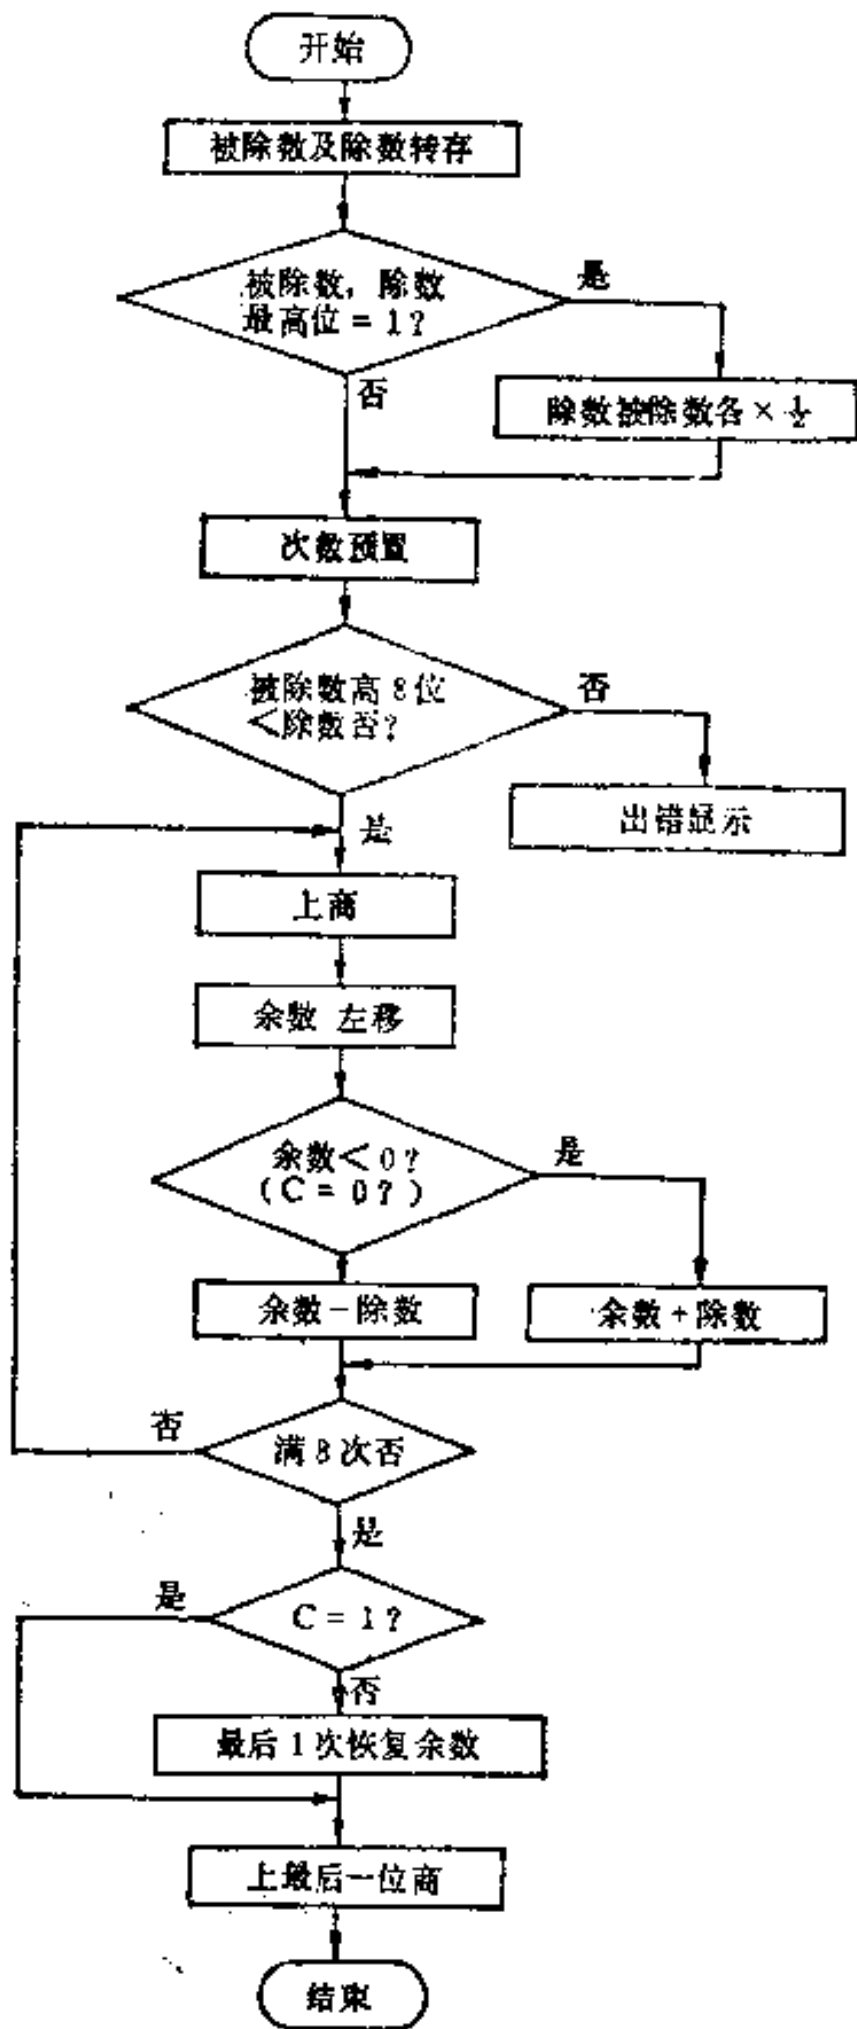 开始
被除数及除数转存
被除数，除数
最高位 = 1？
是
否
除数被除数各 × 1/2
次数预置
被除数高 8 位
＜除数否？
否
出错显示
是
上商
余数 左移
余数＜0？
（C = 0？）
是
余数－除数
余数＋除数
否
满 8 次否
是
是
C = 1？
否
最后 1 次恢复余数
上最后一位商
结束